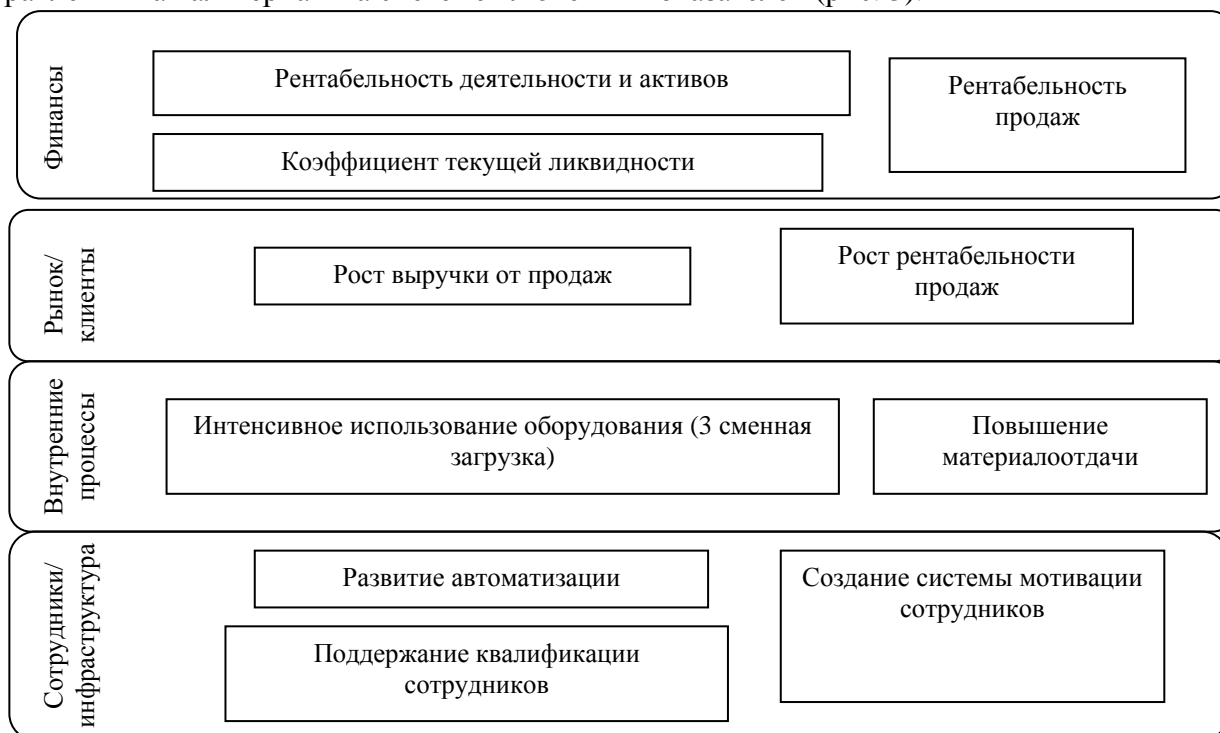 Финансы
Рентабельность деятельности и активов
Рентабельность
продаж
Коэффициент текущей ликвидности
Рынок/
клиенты
Рост выручки от продаж
Рост рентабельности
продаж
Внутренние
процессы
Интенсивное использование оборудования (3 сменная
загрузка)
Повышение
материалоотдачи
Сотрудники/
инфраструктура
Развитие автоматизации
Создание системы мотивации
сотрудников
Поддержание квалификации
сотрудников